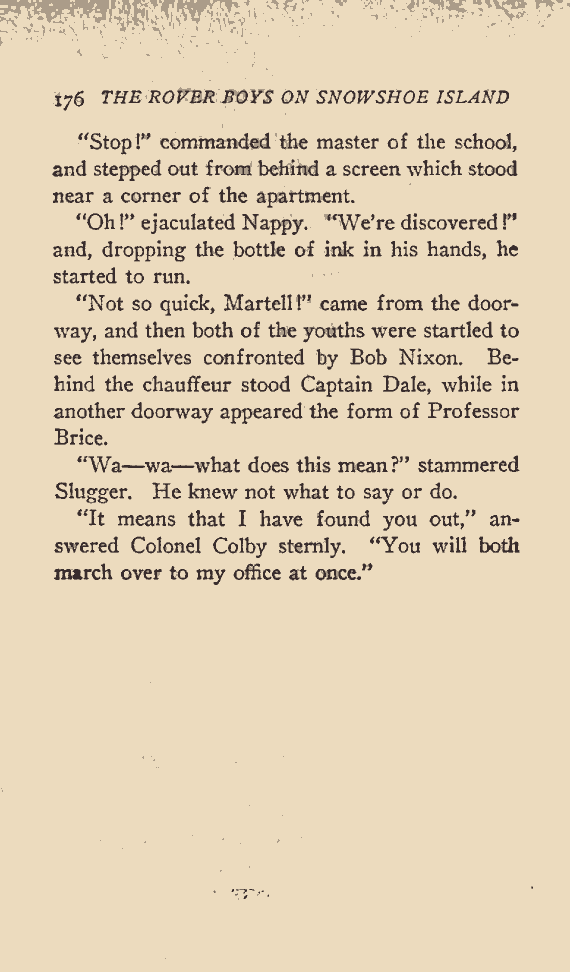 176 THE ROVER BOYS ON SNOWSHOE ISLAND
“Stop!” commanded the master of the school,
and stepped out from behind a screen which stood
near a corner of the apartment.
“Oh!” ejaculated Nappy. “We're discovered!”
and, dropping the bottle of ink in his hands, he
started to run.
“Not so quick, Martell!” came from the door-
way, and then both of the youths were startled to
see themselves confronted by Bob Nixon. Be-
hind the chauffeur stood Captain Dale, while in
another doorway appeared the form of Professor
Brice.
“Wa—wa—what does this mean?” stammered
Slugger. He knew not what to say or do.
“It means that I have found you out,” an-
swered Colonel Colby sternly. “You will both
march over to my office at once.”